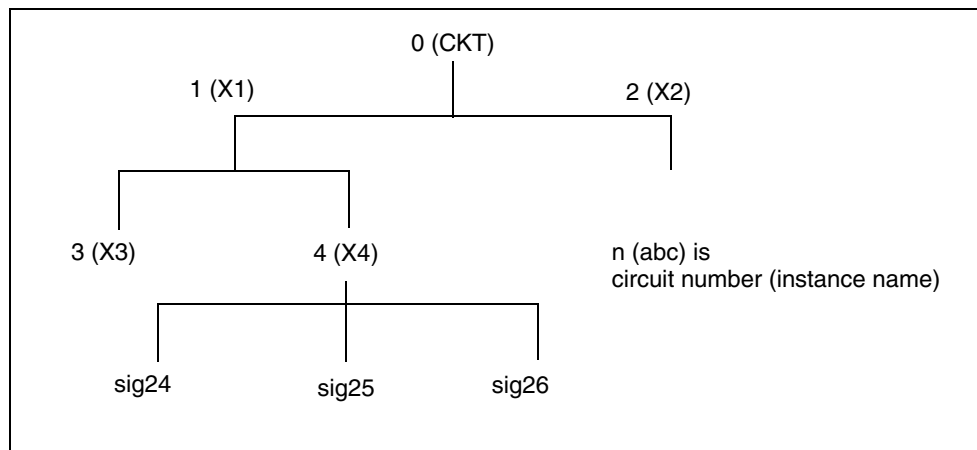 0 (CKT)
1 (X1)
2 (X2)
3 (X3)
4 (X4)
n (abc) is
circuit number (instance name)
sig24
sig25
sig26